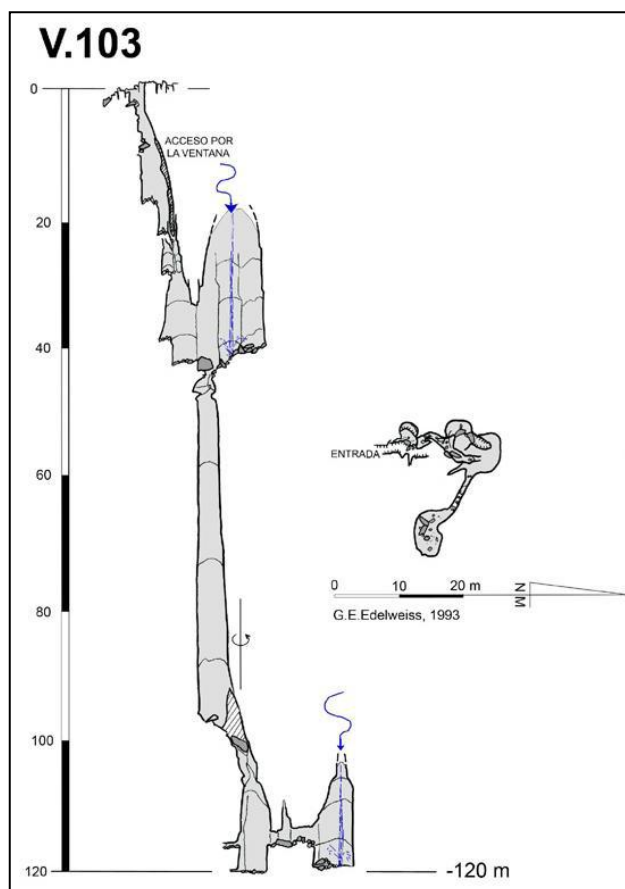 V.103
0
ACCESO POR
LA VENTANA
20
40
60
ENTRADA
0 10 20 m
N M
G.E.Edelweiss, 1993
80
100
120
-120 m